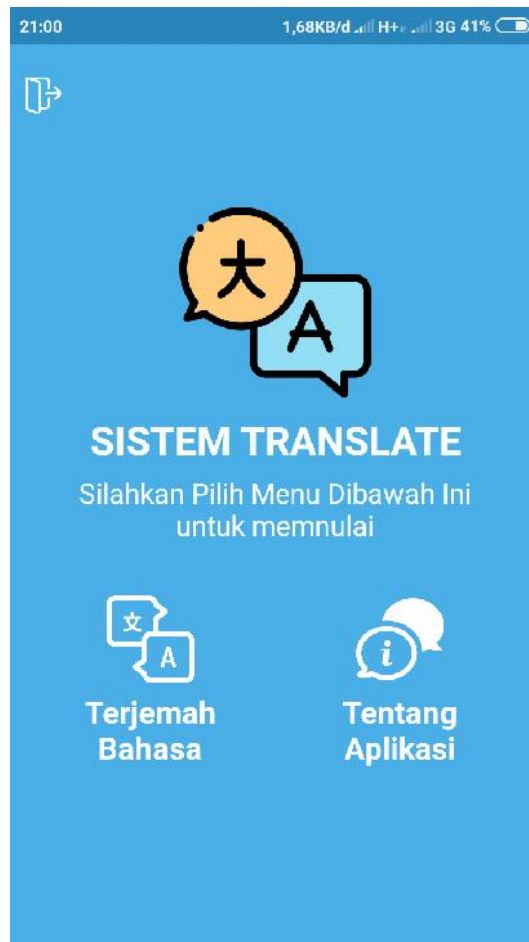 21:00 1,68KB/d H+ 3G 41%
大
A
SISTEM TRANSLATE
Silahkan Pilih Menu Dibawah Ini
untuk memnulai
文
A
i
Terjemah Tentang
Bahasa Aplikasi